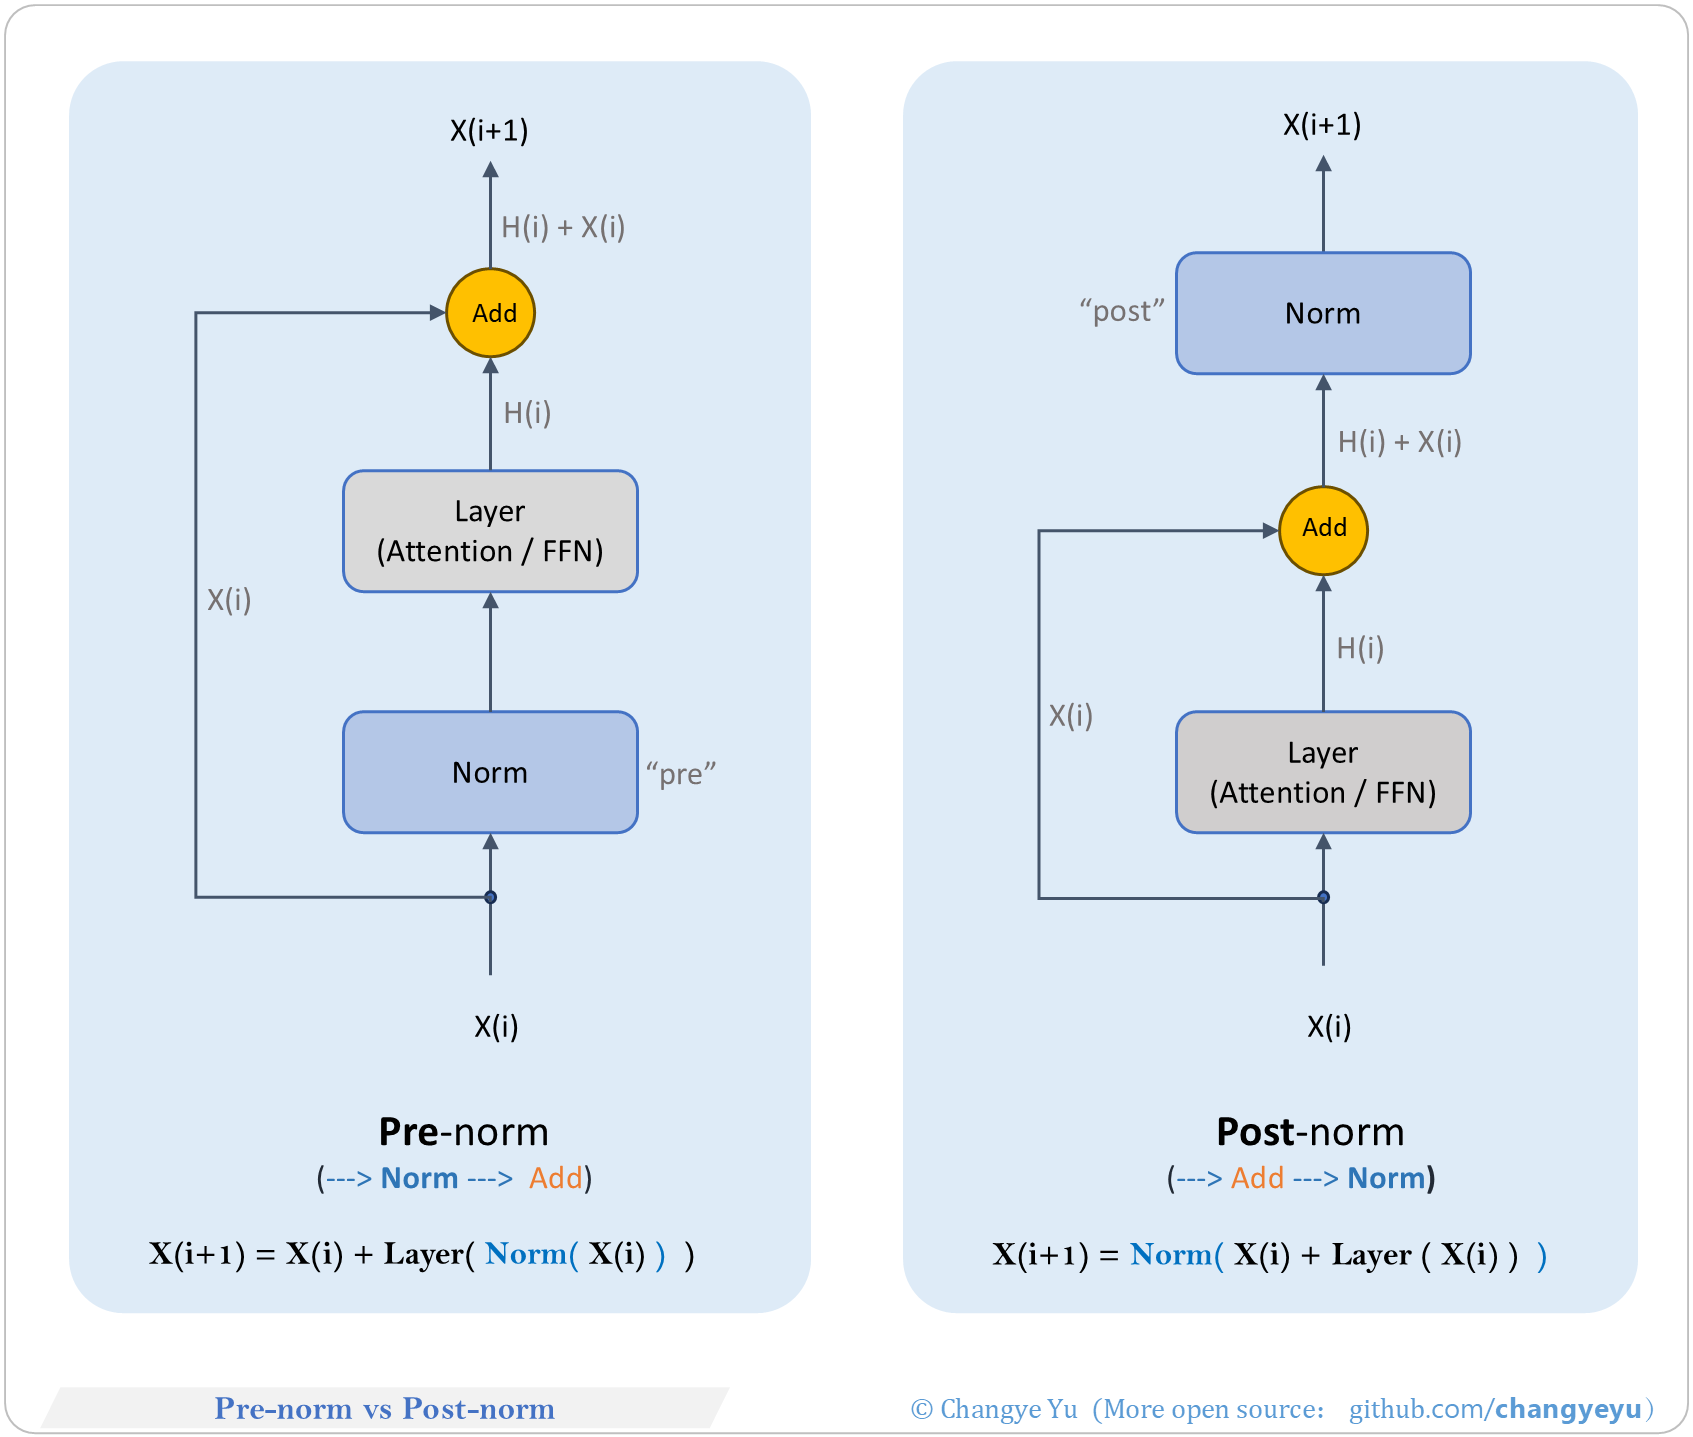 X(i+1)
H(i) + X(i)
Add
H(i)
Layer
(Attention / FFN)
X(i)
Norm
“pre”
X(i)
Pre-norm
(---> Norm ---> Add)
X(i+1) = X(i) + Layer( Norm( X(i) ) )
X(i+1)
“post”
Norm
H(i) + X(i)
Add
H(i)
X(i)
Layer
(Attention / FFN)
X(i)
Post-norm
(---> Add ---> Norm)
X(i+1) = Norm( X(i) + Layer ( X(i) ) )
Pre-norm vs Post-norm
© Changye Yu (More open source： github.com/changyeyu）